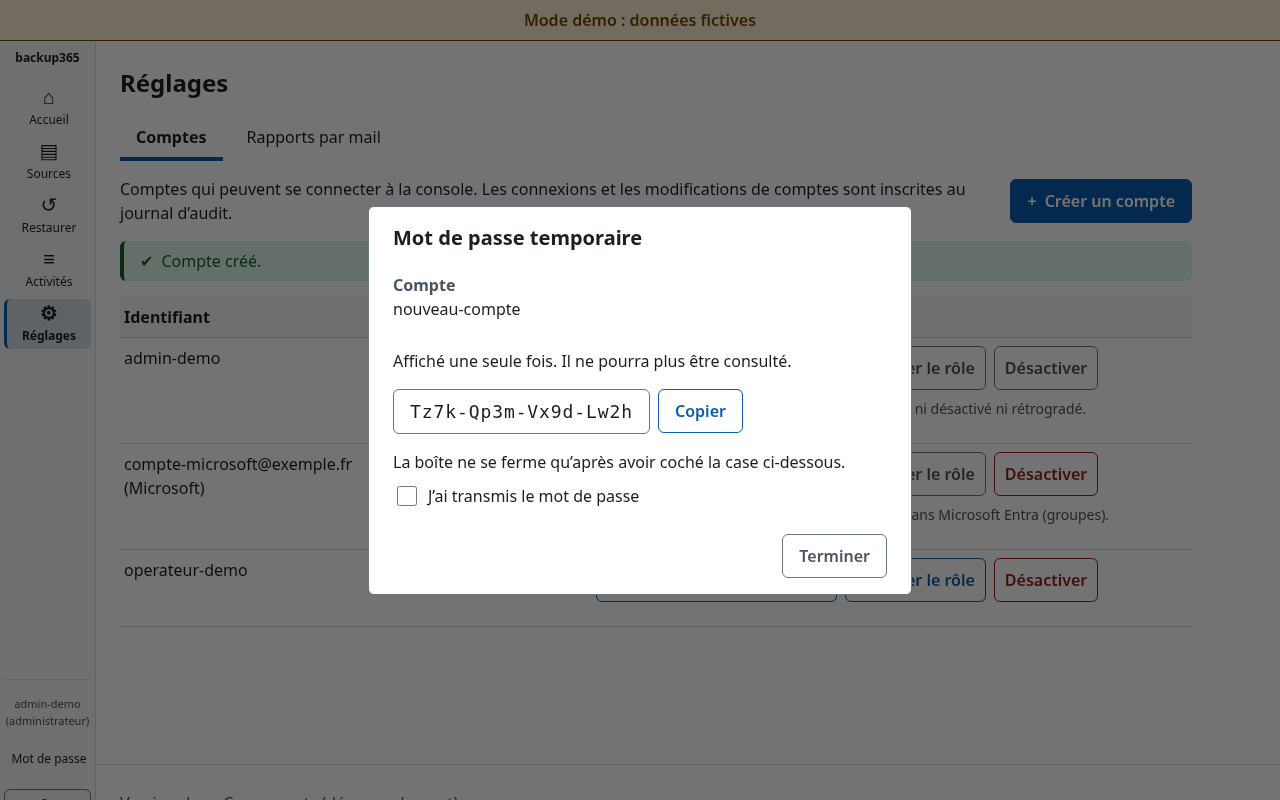 Mode démo : données fictives
backup365
Accueil
Sources
Restaurer
Activités
Réglages
admin-demo
(administrateur)
Mot de passe
Réglages
Comptes
Rapports par mail
Comptes qui peuvent se connecter à la console. Les connexions et les modifications de comptes sont inscrites au
journal d’audit.
+ Créer un compte
✔ Compte créé.
Identifiant
admin-demo
le rôle
Désactiver
ni désactivé ni rétrogradé.
compte-microsoft@exemple.fr
(Microsoft)
le rôle
Désactiver
dans Microsoft Entra (groupes).
operateur-demo
le rôle
Désactiver
Mot de passe temporaire
Compte
nouveau-compte
Affiché une seule fois. Il ne pourra plus être consulté.
Tz7k-Qp3m-Vx9d-Lw2h
Copier
La boîte ne se ferme qu’après avoir coché la case ci-dessous.
J’ai transmis le mot de passe
Terminer